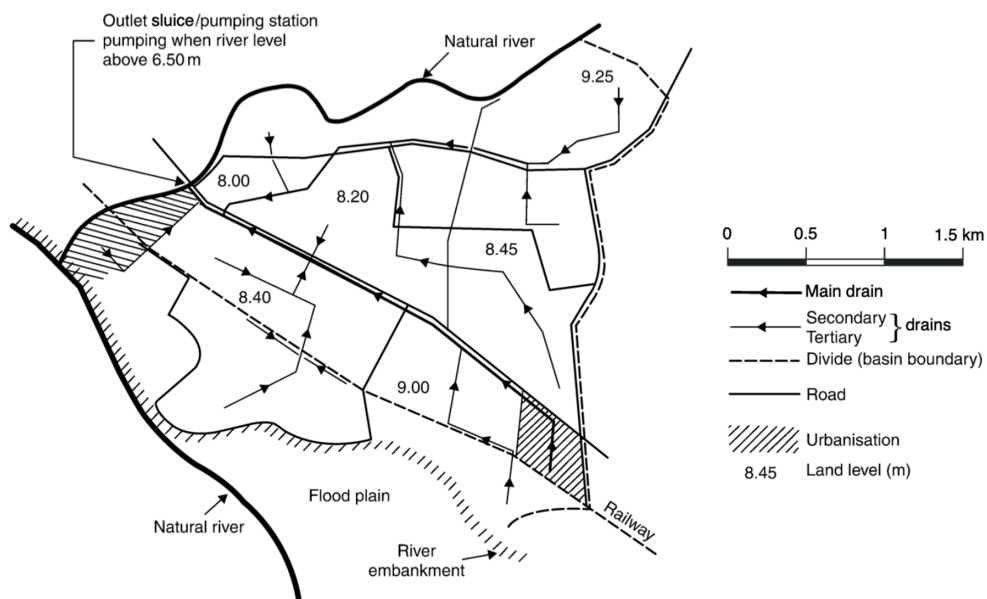 Outlet sluice/pumping station
pumping when river level
above 6.50 m
Natural river
9.25
8.00
8.20
8.45
8.40
9.00
Flood plain
Natural river
River
embankment
Railway
0 0.5 1 1.5 km
Main drain
Secondary
Tertiary
} drains
Divide (basin boundary)
Road
Urbanisation
8.45 Land level (m)